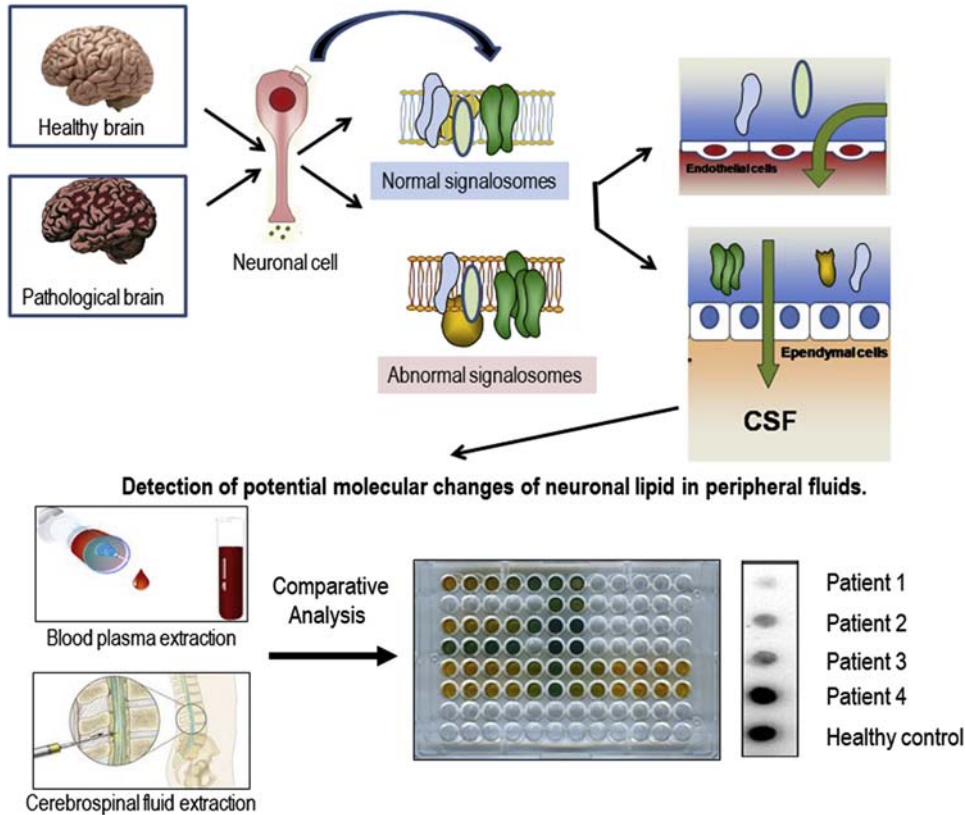 Healthy brain
Pathological brain
Neuronal cell
Normal signalosomes
Abnormal signalosomes
Endothelial cells
Ependymal cells
CSF
Detection of potential molecular changes of neuronal lipid in peripheral fluids.
Blood plasma extraction
Cerebrospinal fluid extraction
Comparative
Analysis
Patient 1
Patient 2
Patient 3
Patient 4
Healthy control